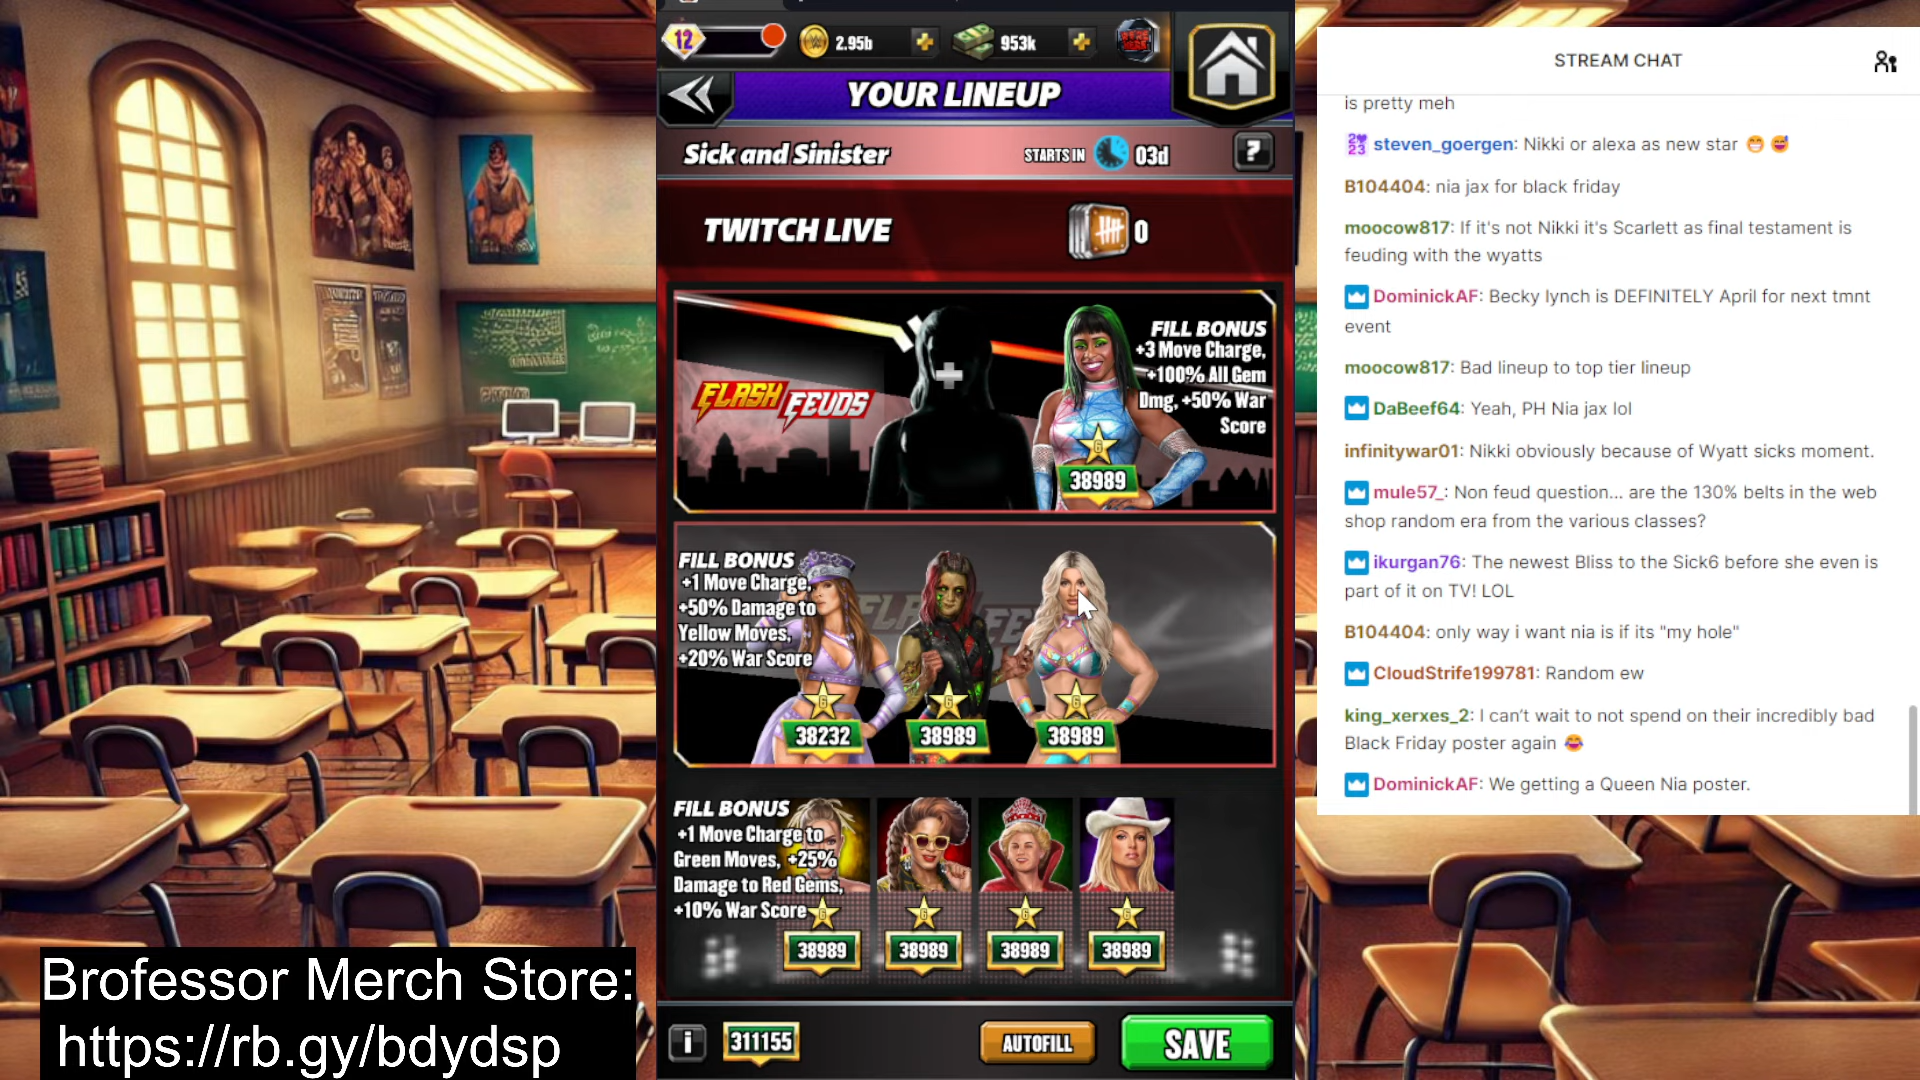 12
2.95b
953k
YOUR LINEUP
Sick and Sinister
STARTS IN
03d
?
TWITCH LIVE
0
FLASH FEUDS
FILL BONUS
+3 Move Charge,
+100% All Gem
Dmg, +50% War
Score
38989
FILL BONUS
+1 Move Charge,
+50% Damage to
Yellow Moves,
+20% War Score
38232
38989
38989
FILL BONUS
+1 Move Charge to
Green Moves, +25%
Damage to Red Gems,
+10% War Score
38989
38989
38989
38989
i
311155
AUTOFILL
SAVE
Brofessor Merch Store:
https://rb.gy/bdydsp
STREAM CHAT
is pretty meh
steven_goergen: Nikki or alexa as new star 😁 😅
B104404: nia jax for black friday
moocow817: If it's not Nikki it's Scarlett as final testament is
feuding with the wyatts
DominickAF: Becky lynch is DEFINITELY April for next tmnt
event
moocow817: Bad lineup to top tier lineup
DaBeef64: Yeah, PH Nia jax lol
infinitywar01: Nikki obviously because of Wyatt sicks moment.
mule57_: Non feud question... are the 130% belts in the web
shop random era from the various classes?
ikurgan76: The newest Bliss to the Sick6 before she even is
part of it on TV! LOL
B104404: only way i want nia is if its "my hole"
CloudStrife199781: Random ew
king_xerxes_2: I can't wait to not spend on their incredibly bad
Black Friday poster again 😂
DominickAF: We getting a Queen Nia poster.